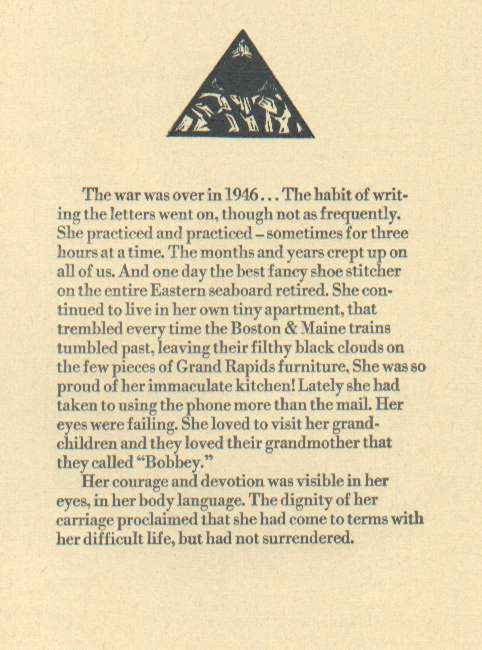 The war was over in 1946... The habit of writ-
ing the letters went on, though not as frequently.
She practiced and practiced – sometimes for three
hours at a time. The months and years crept up on
all of us. And one day the best fancy shoe stitcher
on the entire Eastern seaboard retired. She con-
tinued to live in her own tiny apartment, that
trembled every time the Boston & Maine trains
tumbled past, leaving their filthy black clouds on
the few pieces of Grand Rapids furniture. She was so
proud of her immaculate kitchen! Lately she had
taken to using the phone more than the mail. Her
eyes were failing. She loved to visit her grand-
children and they loved their grandmother that
they called “Bobbey.”
Her courage and devotion was visible in her
eyes, in her body language. The dignity of her
carriage proclaimed that she had come to terms with
her difficult life, but had not surrendered.